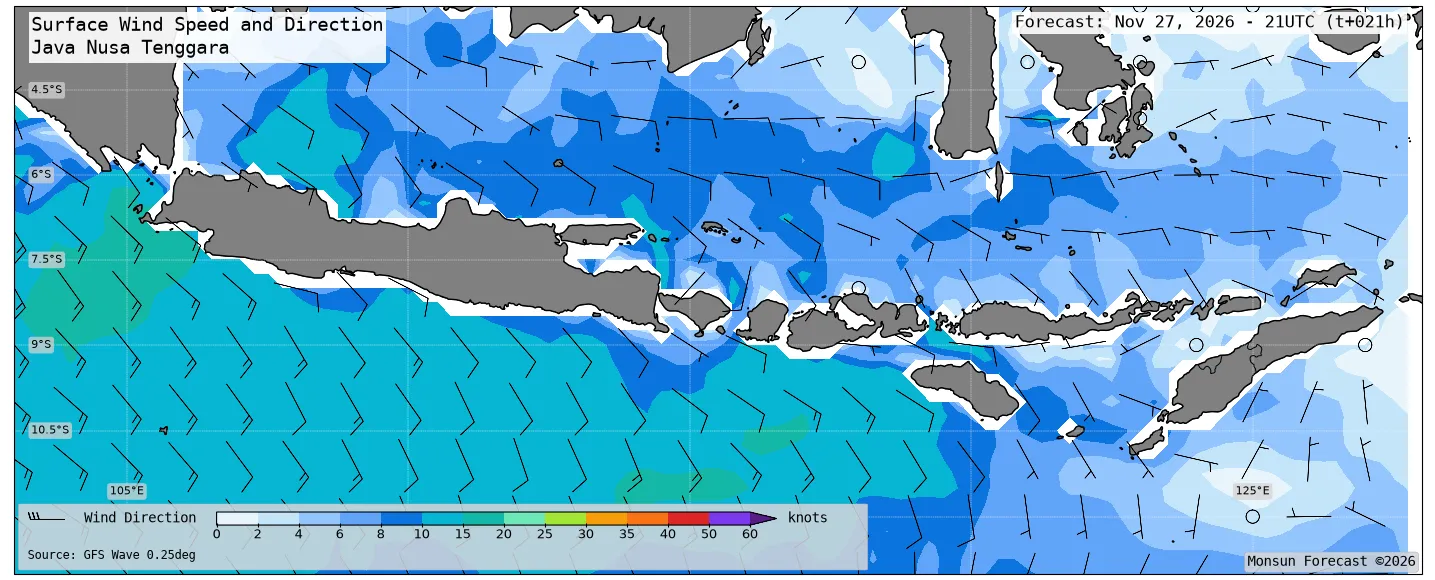 Surface Wind Speed and Direction
Java Nusa Tenggara
Forecast: Nov 27, 2026 - 21UTC (t+021h)
4.5°S
6°S
7.5°S
9°S
10.5°S
105°E
125°E
Wind Direction
0 2 4 6 8 10 15 20 25 30 35 40 50 60
knots
Source: GFS Wave 0.25deg
Monsun Forecast ©2026